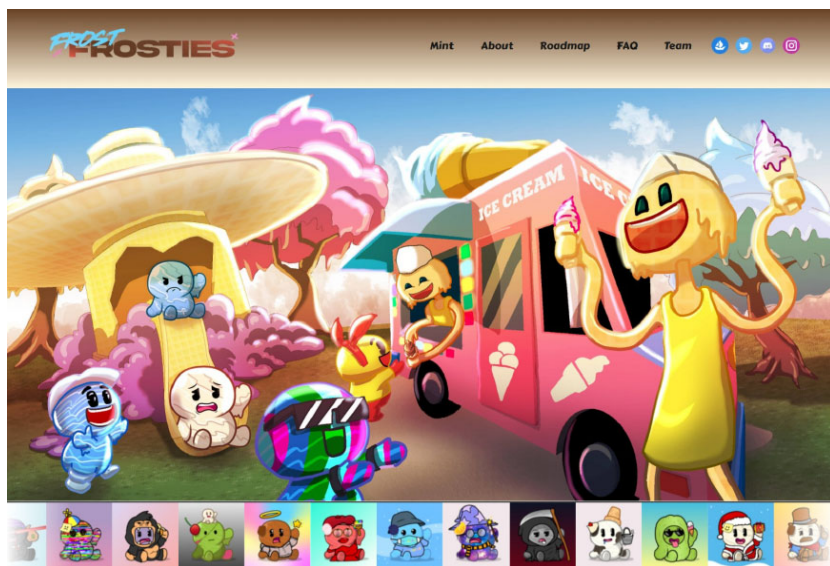 FROST
FROSTIES
Mint About Roadmap FAQ Team
ICE CREAM
ICE C